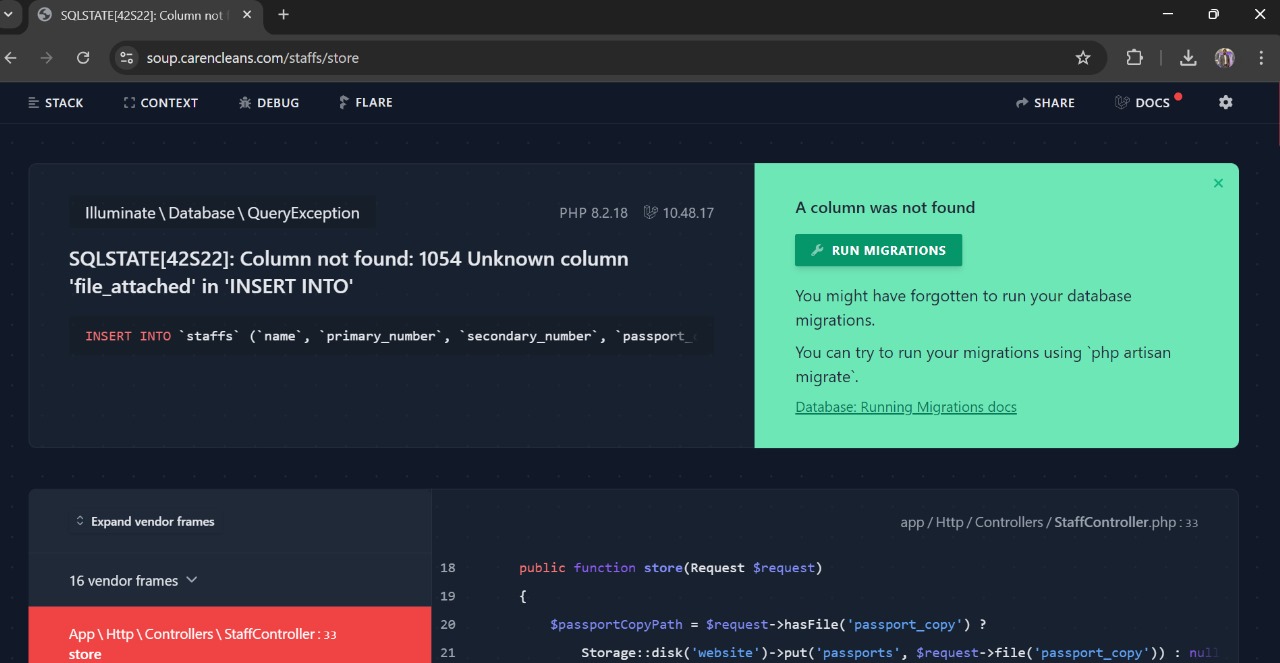 SQLSTATE[42S22]: Column not
soup.carencleans.com/staffs/store
STACK CONTEXT DEBUG FLARE SHARE DOCS
Illuminate \ Database \ QueryException PHP 8.2.18 10.48.17
SQLSTATE[42S22]: Column not found: 1054 Unknown column
'file_attached' in 'INSERT INTO'
INSERT INTO `staffs` (`name`, `primary_number`, `secondary_number`, `passport_
A column was not found
RUN MIGRATIONS
You might have forgotten to run your database
migrations.
You can try to run your migrations using `php artisan
migrate`.
Database: Running Migrations docs
Expand vendor frames
16 vendor frames
App \ Http \ Controllers \ StaffController : 33
store
app / Http / Controllers / StaffController.php : 33
18 public function store(Request $request)
19 {
20 $passportCopyPath = $request->hasFile('passport_copy') ?
21 Storage::disk('website')->put('passports', $request->file('passport_copy')) : null